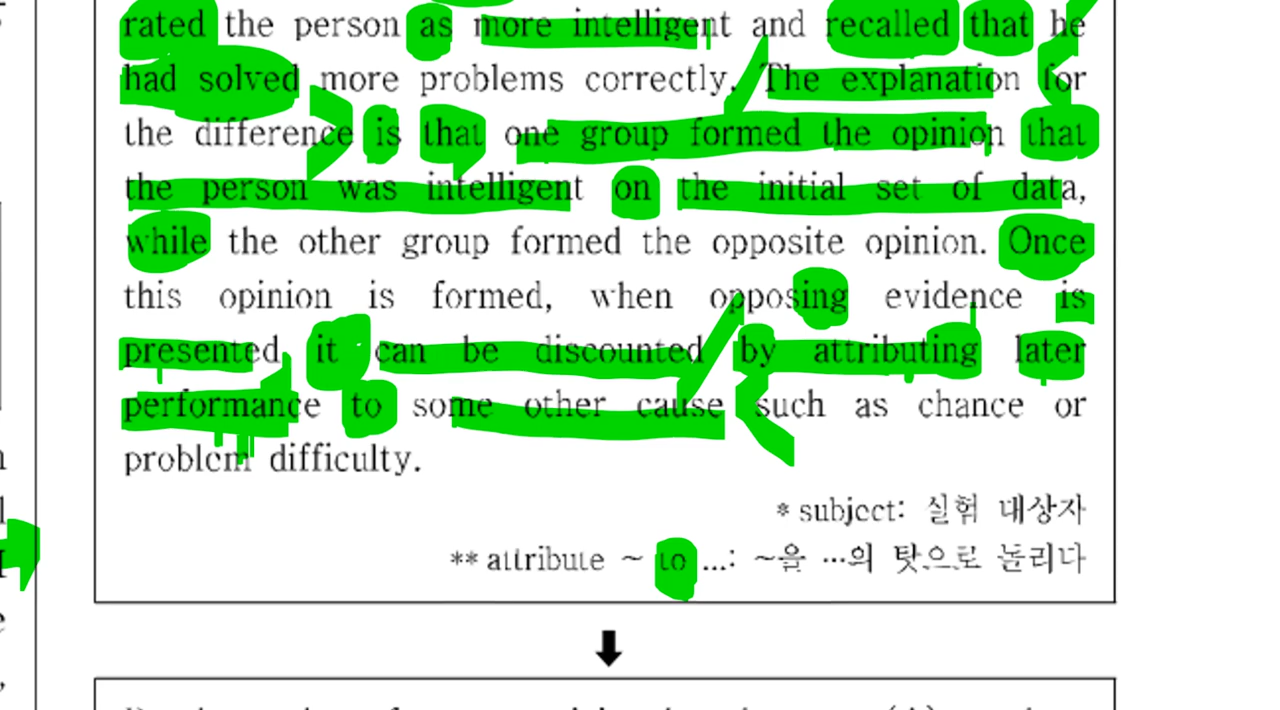 rated the person as more intelligent and recalled that he
had solved more problems correctly. The explanation for
the difference is that one group formed the opinion that
the person was intelligent on the initial set of data,
while the other group formed the opposite opinion. Once
this opinion is formed, when opposing evidence is
presented it can be discounted by attributing later
performance to some other cause such as chance or
problem difficulty.
* subject: 실험 대상자
** attribute ~ to ...: ~을 …의 탓으로 돌리다